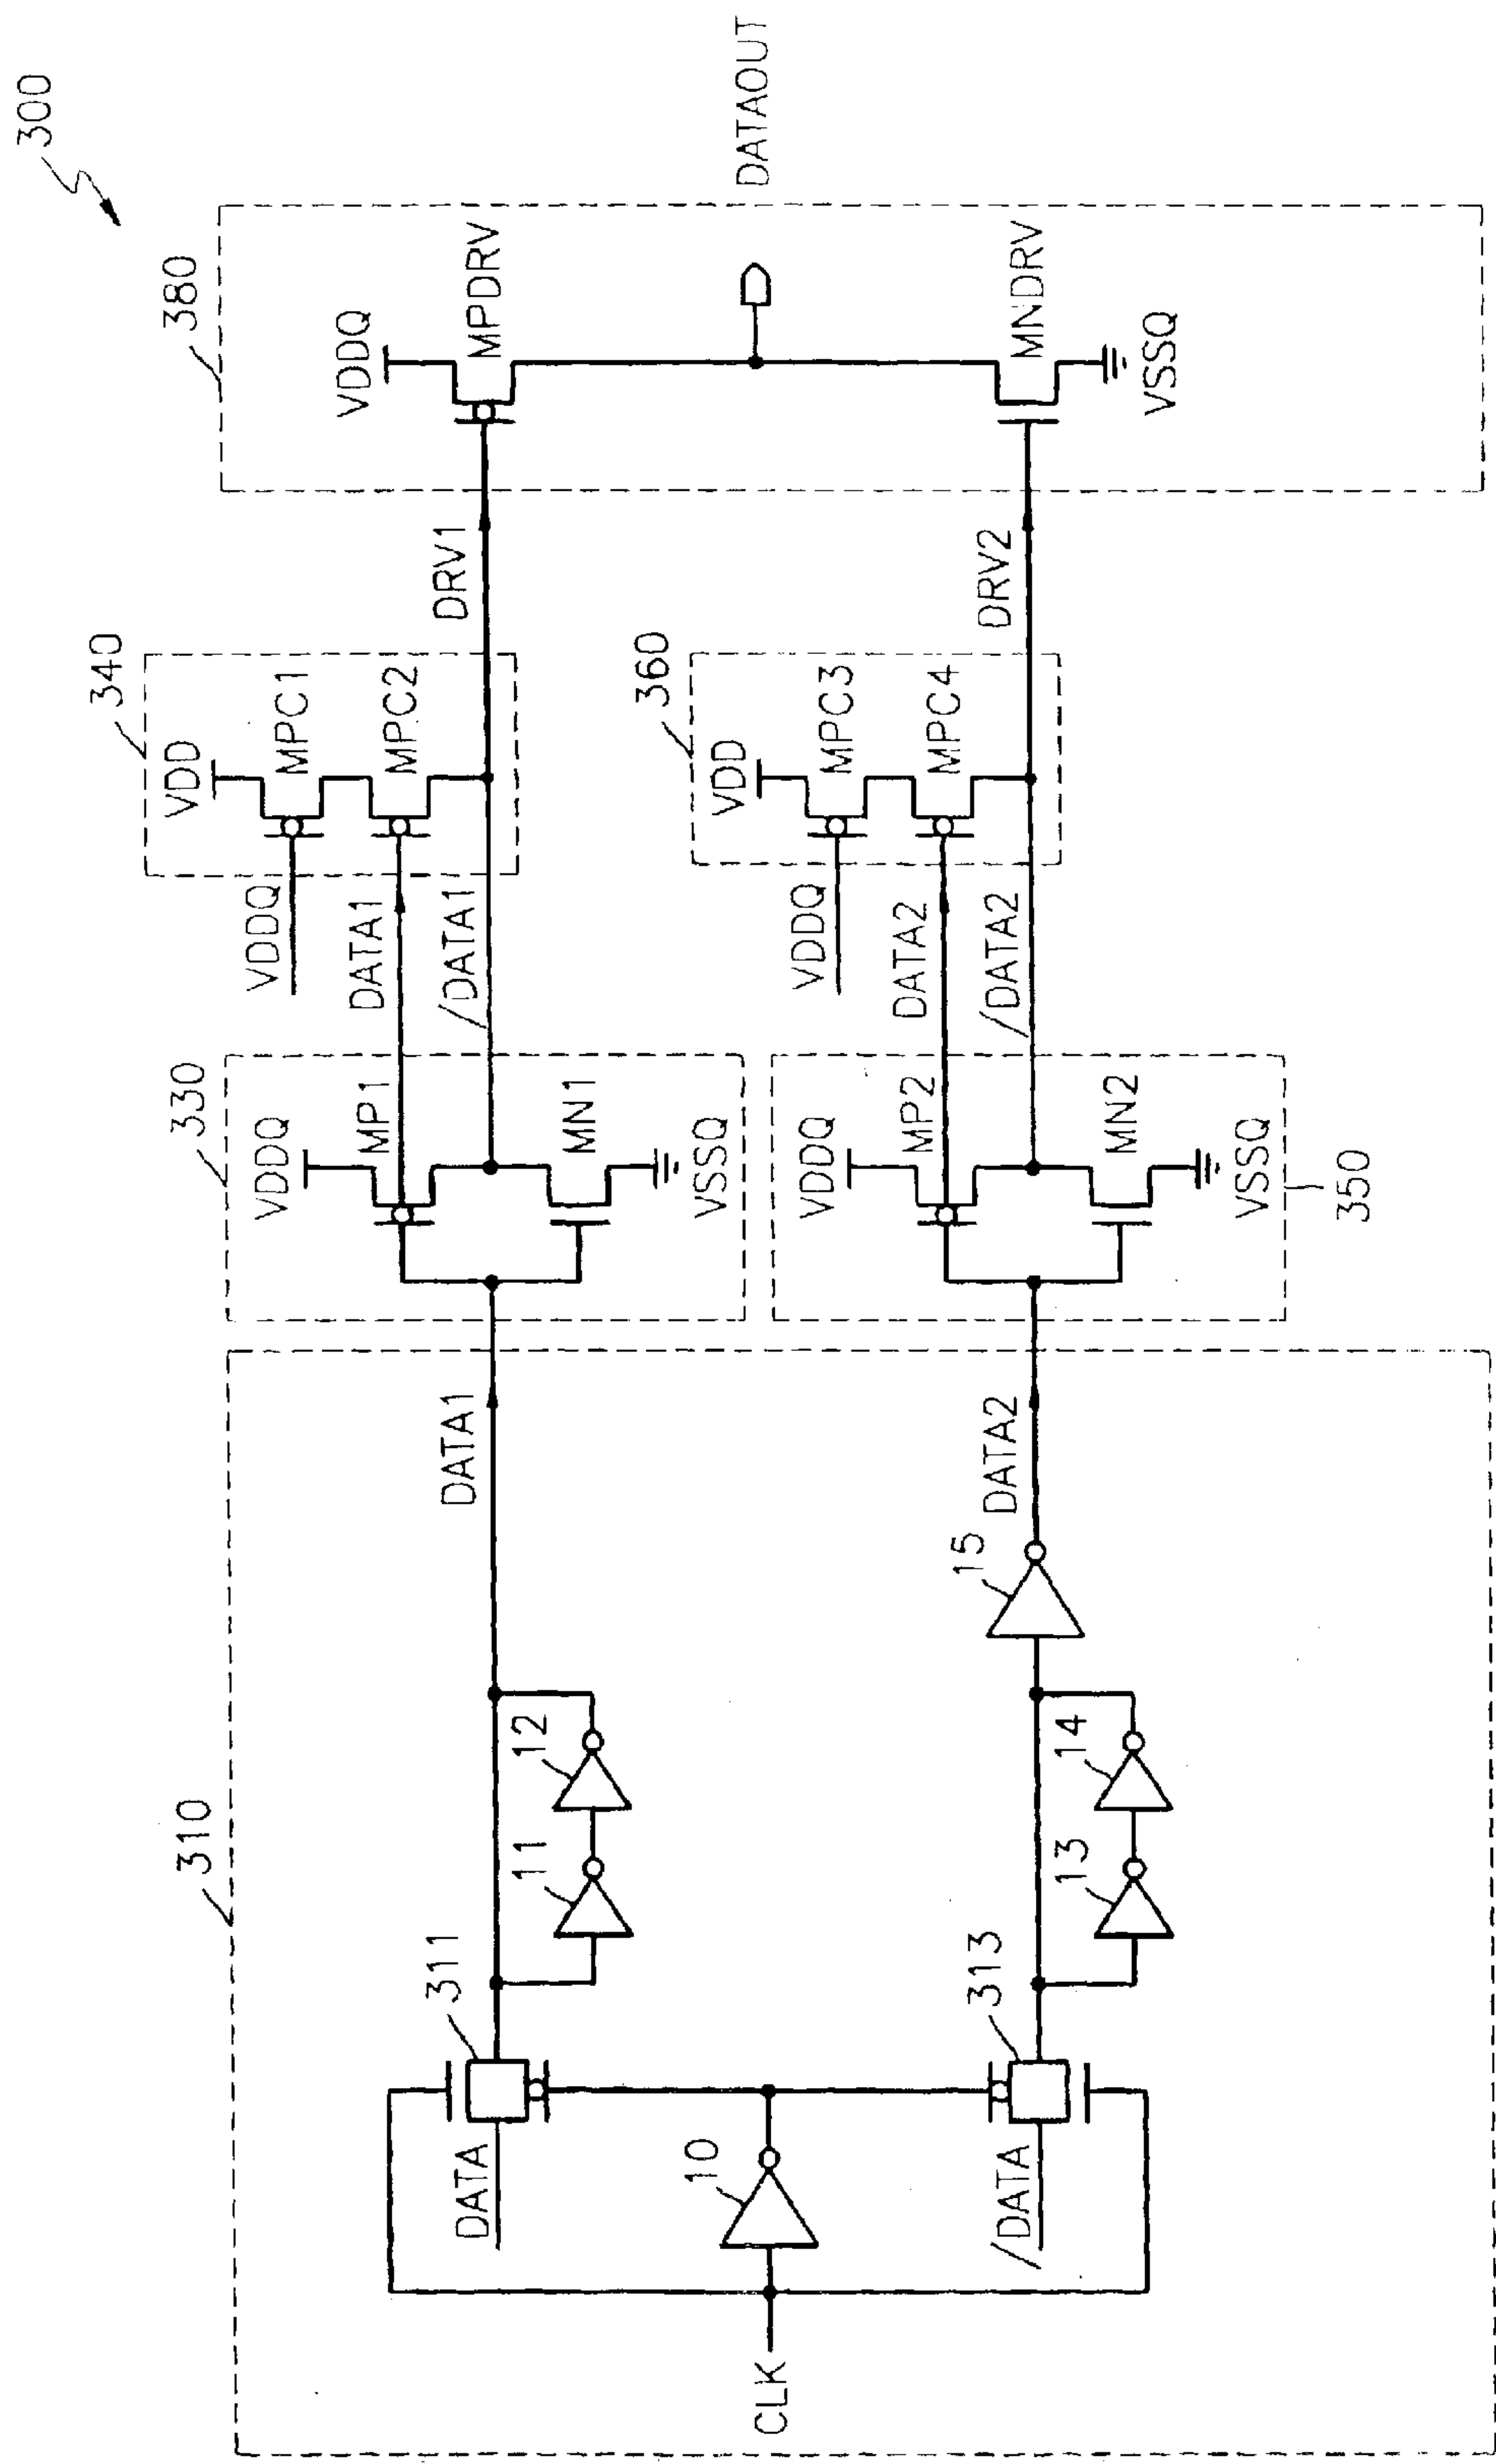 300
310
CLK
10
DATA
311
11
12
DATA1
/DATA
313
13
14
15
DATA2
330
VDDQ
MP1
MN1
VSSQ
350
VDDQ
MP2
MN2
VSSQ
340
VDD
MPC1
MPC2
VDDQ
DATA1
/DATA1
DRV1
360
VDD
MPC3
MPC4
VDDQ
DATA2
/DATA2
DRV2
380
VDDQ
MPDRV
MNDRV
VSSQ
DATAOUT